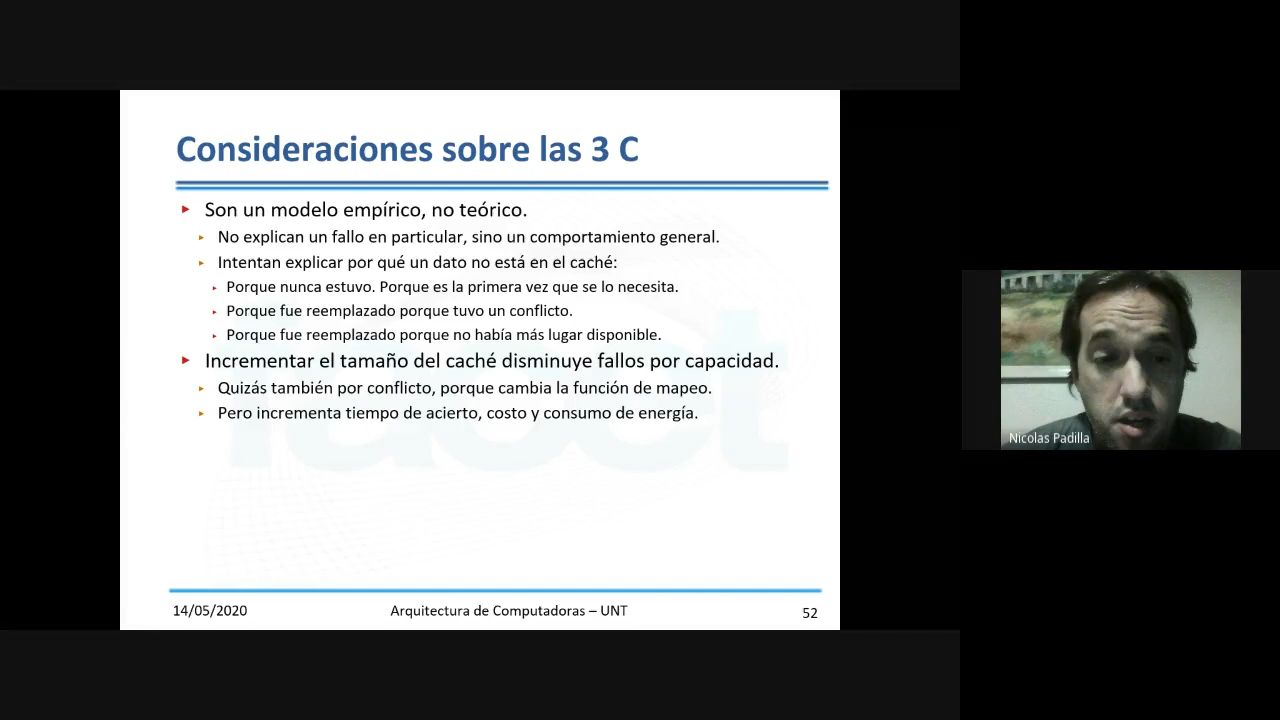 Consideraciones sobre las 3 C
Son un modelo empírico, no teórico.
No explican un fallo en particular, sino un comportamiento general.
Intentan explicar por qué un dato no está en el caché:
Porque nunca estuvo. Porque es la primera vez que se lo necesita.
Porque fue reemplazado porque tuvo un conflicto.
Porque fue reemplazado porque no había más lugar disponible.
Incrementar el tamaño del caché disminuye fallos por capacidad.
Quizás también por conflicto, porque cambia la función de mapeo.
Pero incrementa tiempo de acierto, costo y consumo de energía.
14/05/2020
Arquitectura de Computadoras – UNT
52
Nicolas Padilla